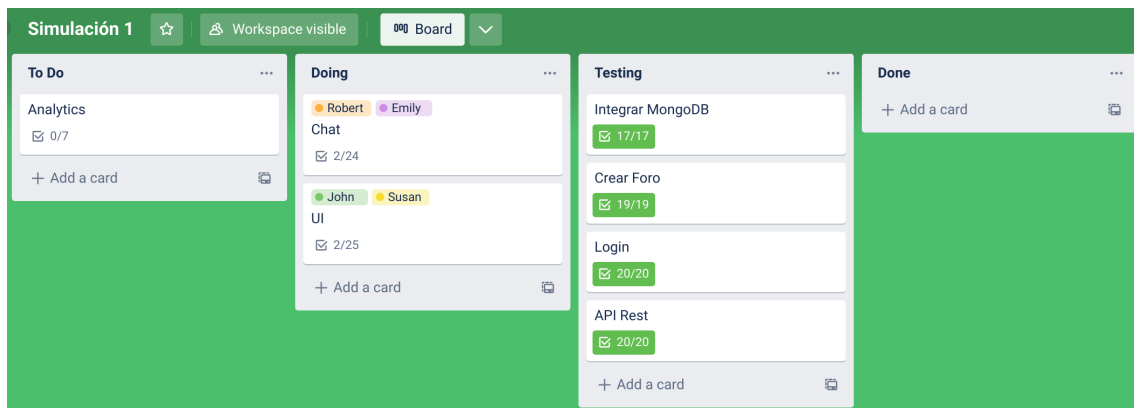 Simulación 1
Workspace visible
Board
To Do
Analytics
0/7
+ Add a card
Doing
Robert Emily
Chat
2/24
John Susan
UI
2/25
+ Add a card
Testing
Integrar MongoDB
17/17
Crear Foro
19/19
Login
20/20
API Rest
20/20
+ Add a card
Done
+ Add a card